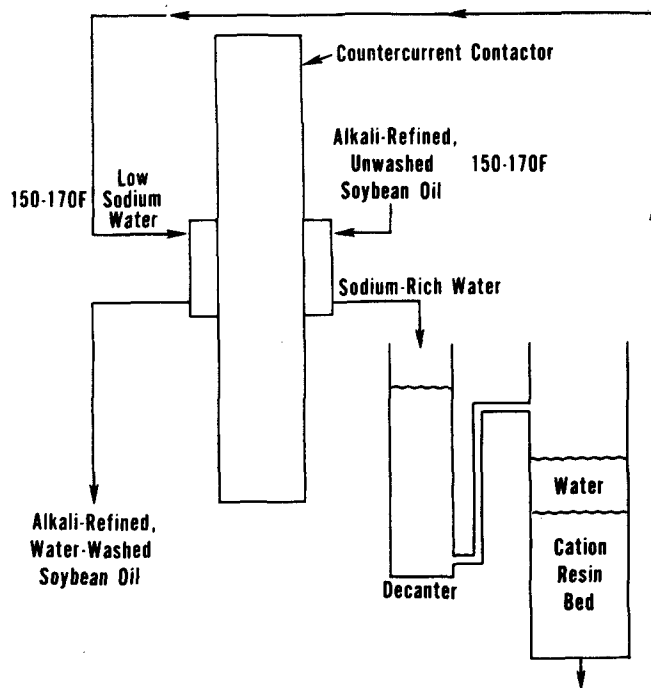 Countercurrent Contactor
Alkali-Refined,
Unwashed
Soybean Oil
150-170F
150-170F
Low
Sodium
Water
Sodium-Rich Water
Alkali-Refined,
Water-Washed
Soybean Oil
Decanter
Water
Cation
Resin
Bed